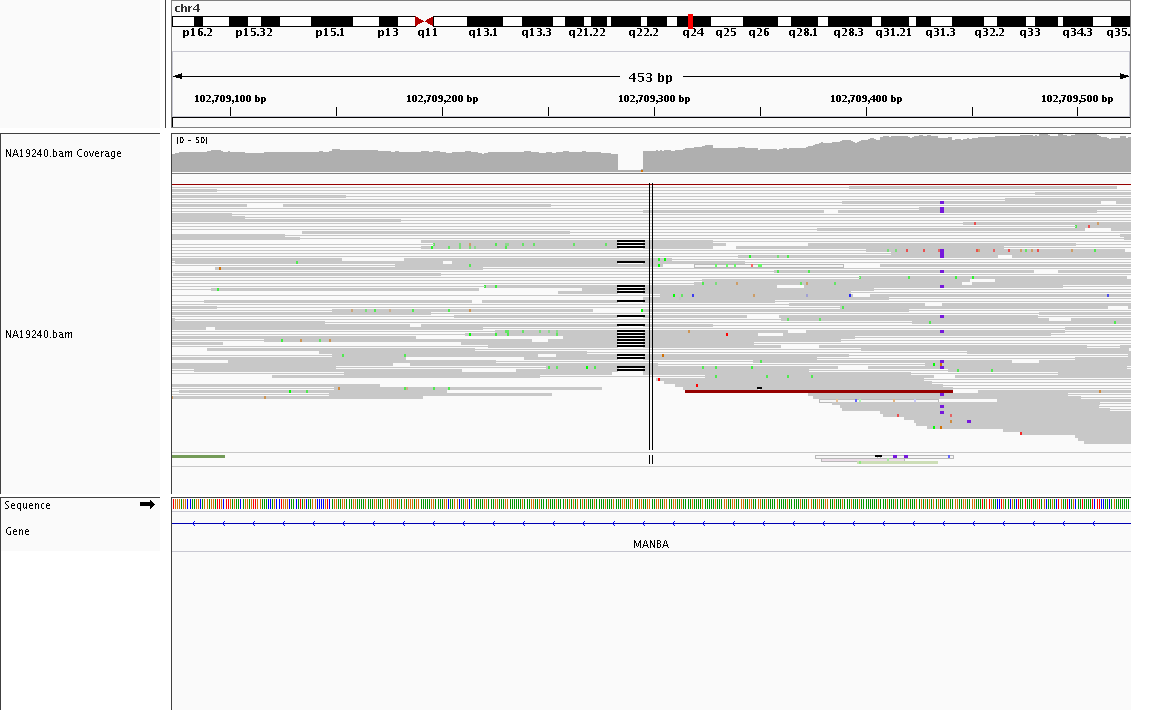 chr4
p16.2 p15.32 p15.1 p13 q11 q13.1 q13.3 q21.22 q22.2 q24 q25 q26 q28.1 q28.3 q31.21 q31.3 q32.2 q33 q34.3 q35.
453 bp
102,709,100 bp 102,709,200 bp 102,709,300 bp 102,709,400 bp 102,709,500 bp
[0 - 50]
NA19240.bam Coverage
NA19240.bam
Sequence
Gene
MANBA